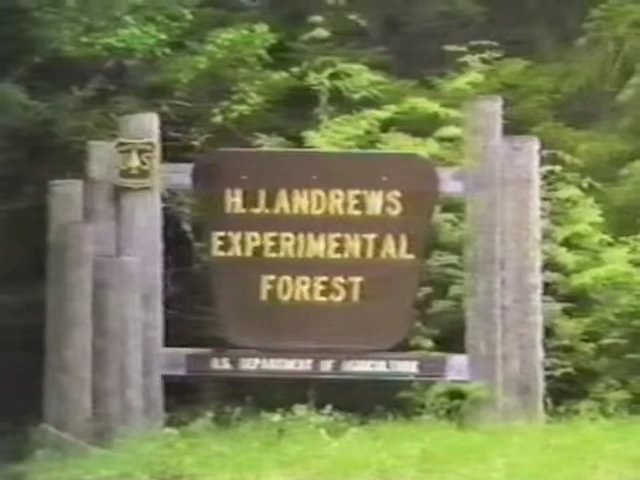 H.J. ANDREWS
EXPERIMENTAL
FOREST
U.S. DEPARTMENT OF AGRICULTURE